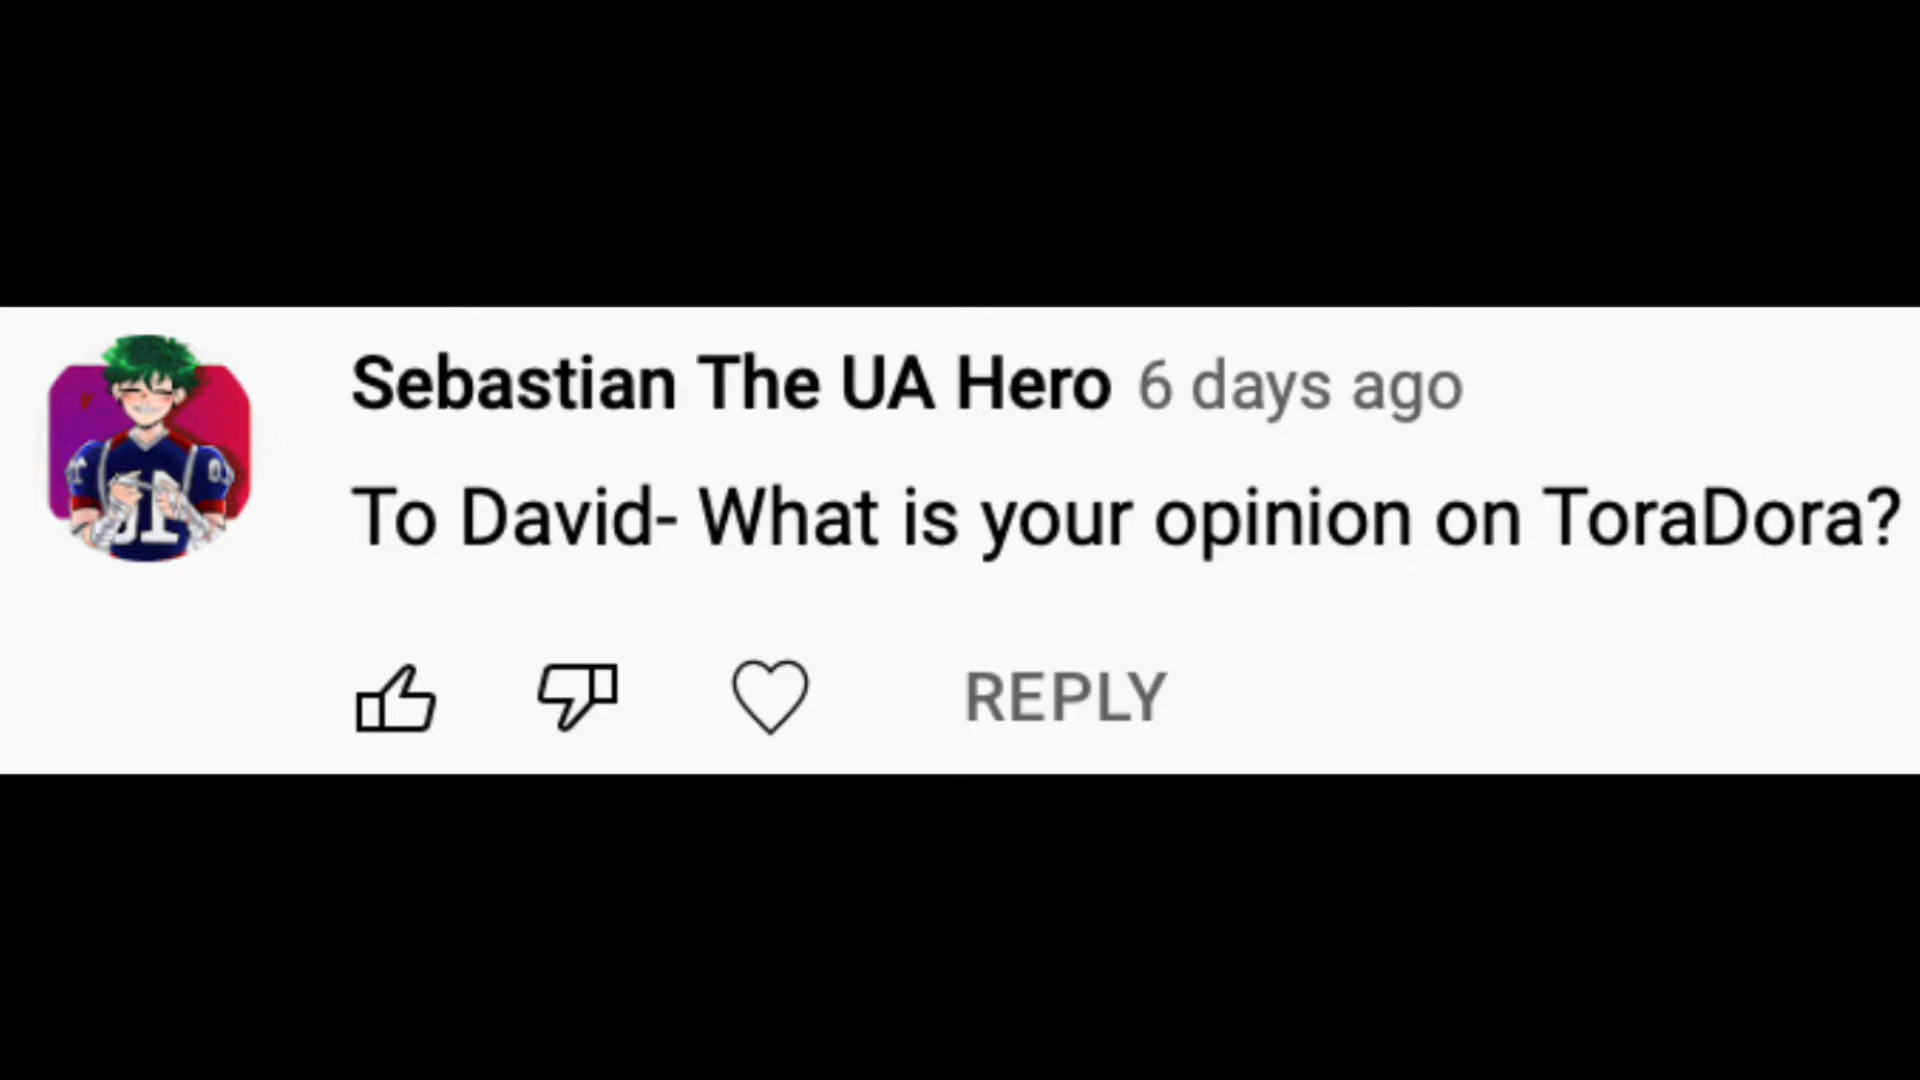 Sebastian The UA Hero 6 days ago
To David- What is your opinion on ToraDora?
REPLY